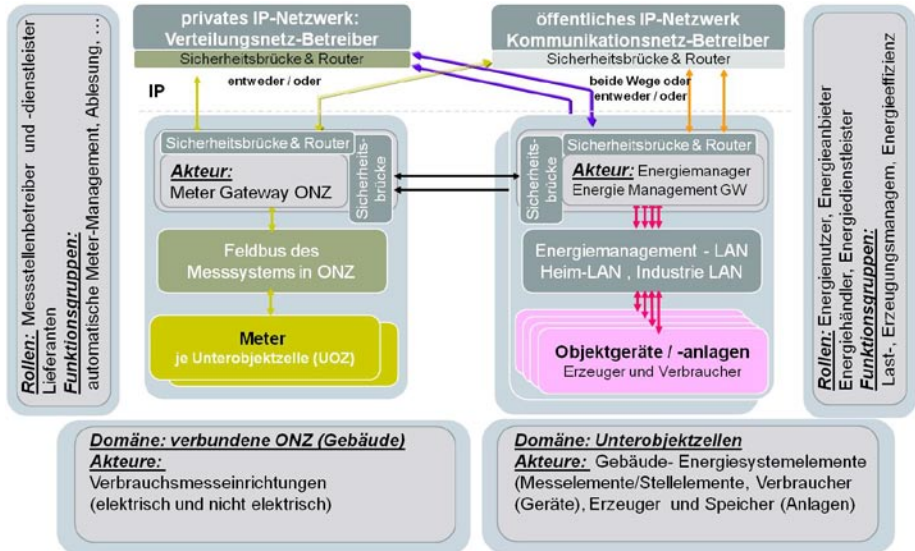 privates IP-Netzwerk:
Verteilungsnetz-Betreiber
Sicherheitsbrücke & Router
öffentliches IP-Netzwerk
Kommunikationsnetz-Betreiber
Sicherheitsbrücke & Router
entweder / oder
beide Wege oder
entweder / oder
IP
Rollen: Messstellenbetreiber und -dienstleister
Lieferanten
Funktionsgruppen:
automatische Meter-Management, Ablesung, …
Sicherheitsbrücke & Router
Akteur:
Meter Gateway ONZ
Sicherheits-
brücke
Feldbus des
Messsystems in ONZ
Meter
je Unterobjektzelle (UOZ)
Sicherheitsbrücke & Router
Sicherheits
brücke
Akteur: Energiemanager
Energie Management GW
Energiemanagement - LAN
Heim-LAN , Industrie LAN
Objektgeräte / -anlagen
Erzeuger und Verbraucher
Rollen: Energienutzer, Energieanbieter
Energiehändler, Energiedienstleister
Funktionsgruppen:
Last-, Erzeugungsmanagem, Energieeffizienz
Domäne: verbundene ONZ (Gebäude)
Akteure:
Verbrauchsmesseinrichtungen
(elektrisch und nicht elektrisch)
Domäne: Unterobjektzellen
Akteure: Gebäude- Energiesystemelemente
(Messelemente/Stellelemente, Verbraucher
(Geräte), Erzeuger und Speicher (Anlagen)